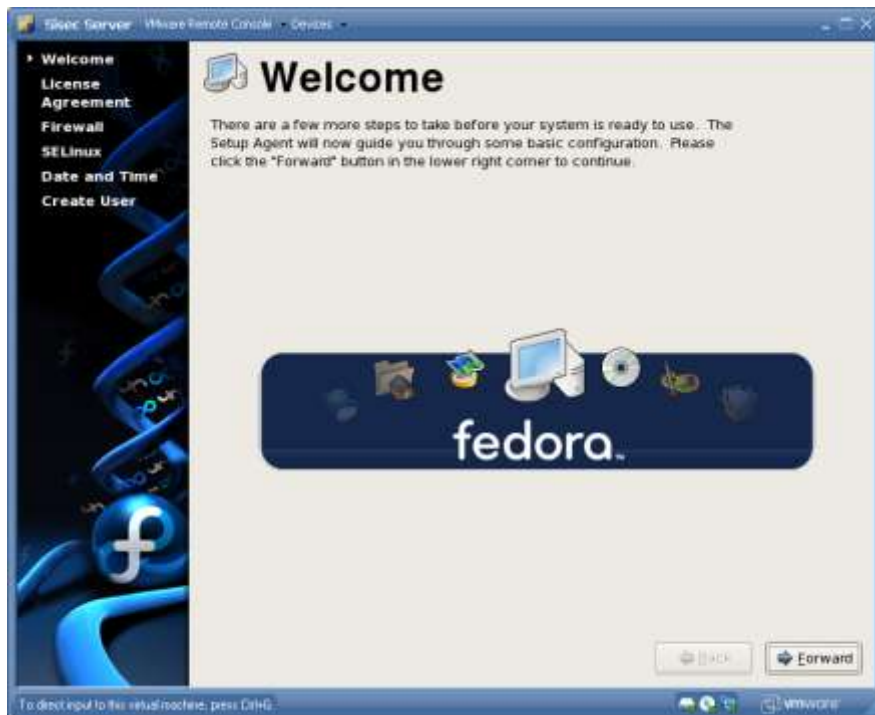 Sisec Server VMware Remote Console Devices
Welcome
License
Agreement
Firewall
SELinux
Date and Time
Create User
Welcome
There are a few more steps to take before your system is ready to use. The
Setup Agent will now guide you through some basic configuration. Please
click the "Forward" button in the lower right corner to continue.
fedora™
Back
Forward
To direct input to this virtual machine, press Ctrl+G.
vmware